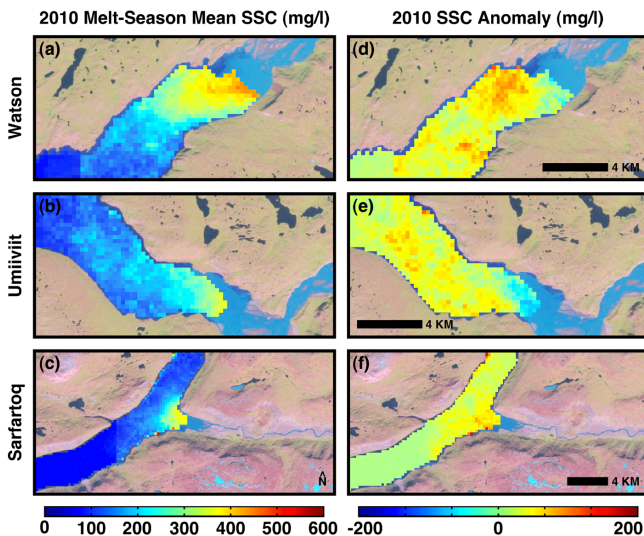 2010 Melt-Season Mean SSC (mg/l)
2010 SSC Anomaly (mg/l)
Watson
(a)
(d)
4 KM
Umiiviit
(b)
(e)
4 KM
Sarfartoq
(c)
N
(f)
4 KM
0 100 200 300 400 500 600
-200 0 200